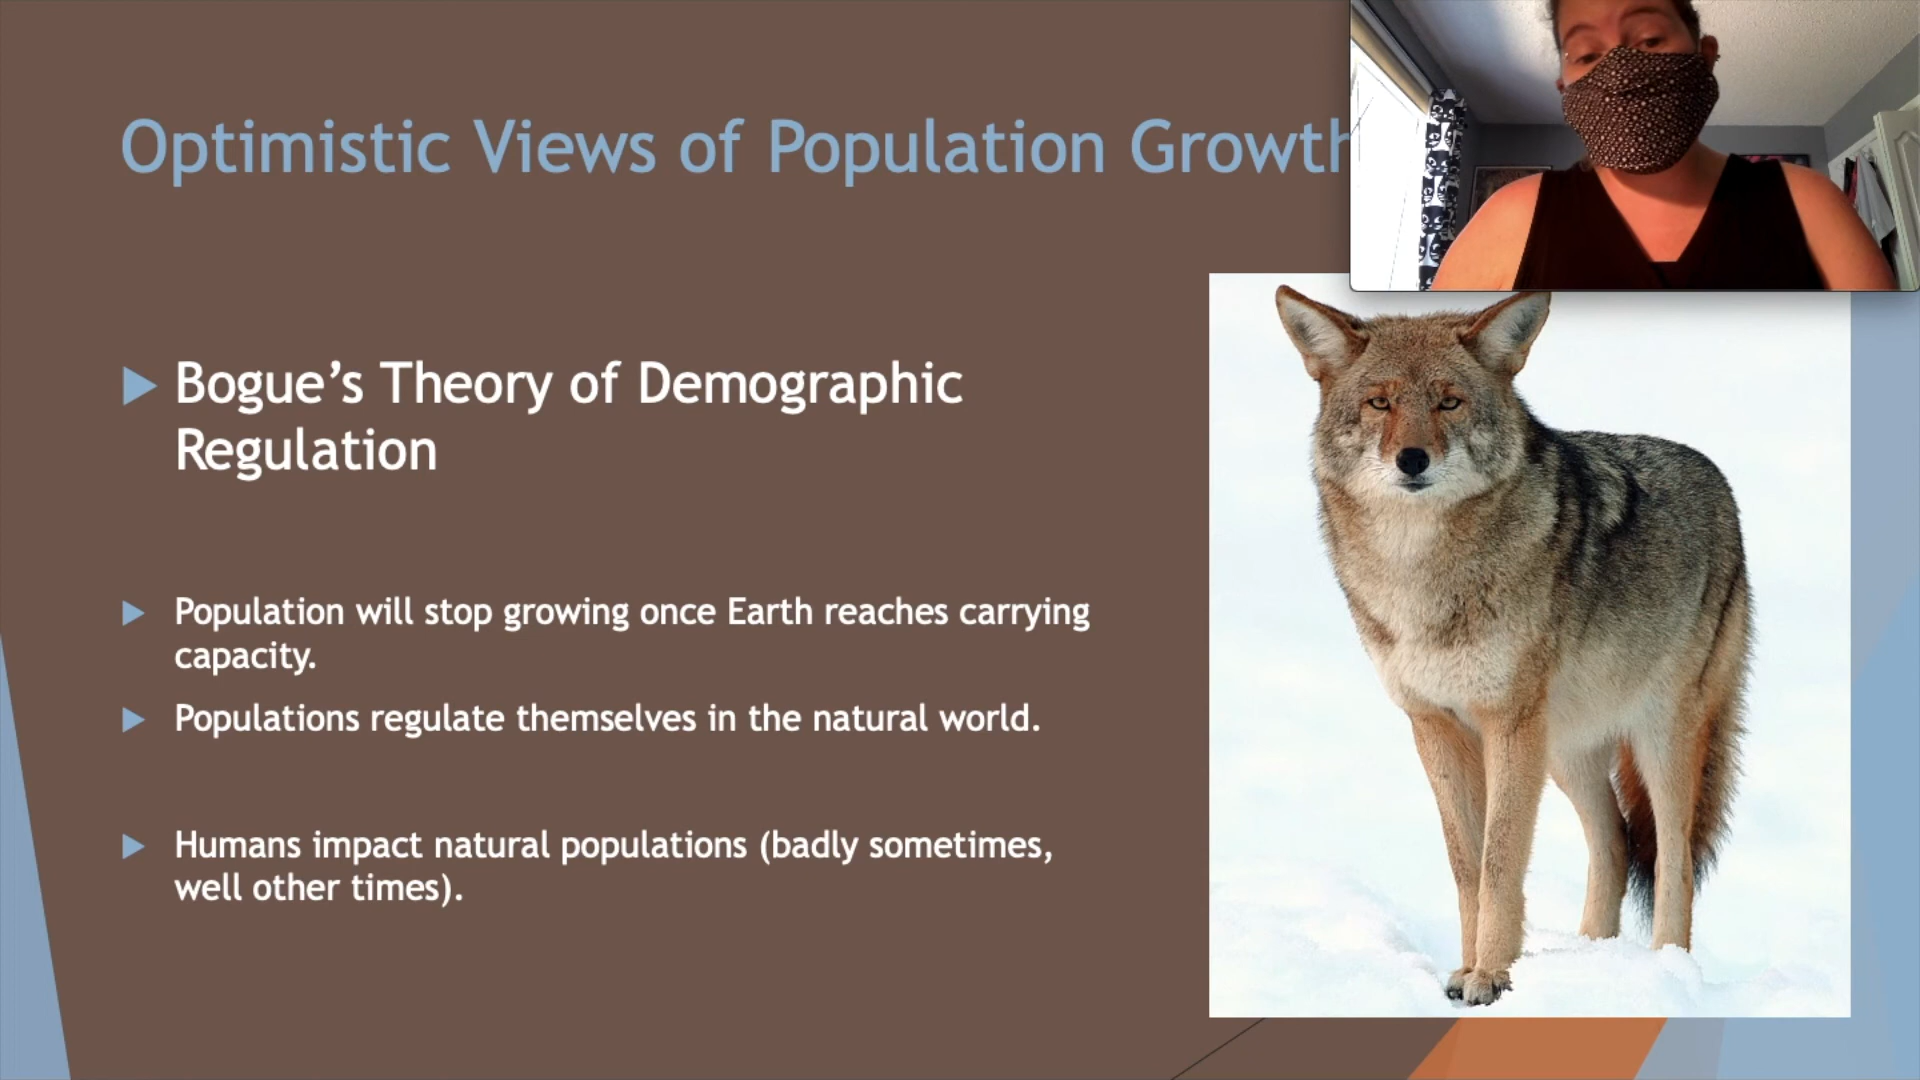 Optimistic Views of Population Growth
Bogue’s Theory of Demographic
Regulation
Population will stop growing once Earth reaches carrying
capacity.
Populations regulate themselves in the natural world.
Humans impact natural populations (badly sometimes,
well other times).